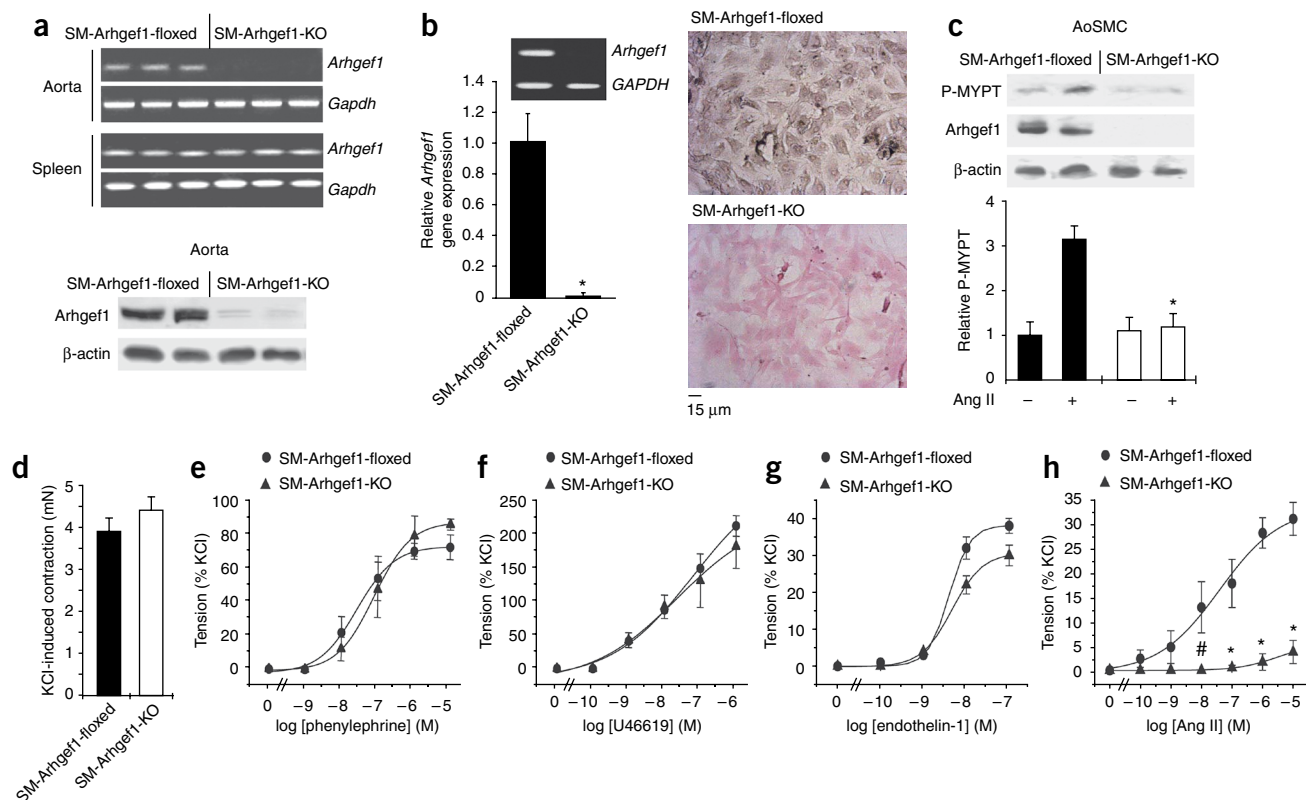 a
SM-Arhgef1-floxed SM-Arhgef1-KO
Aorta
Arhgef1
Gapdh
Spleen
Arhgef1
Gapdh
Aorta
SM-Arhgef1-floxed SM-Arhgef1-KO
Arhgef1
β-actin
b
Arhgef1
GAPDH
Relative Arhgef1
gene expression
1.4
1.2
1.0
0.8
0.6
0.4
0.2
0
*
SM-Arhgef1-floxed
SM-Arhgef1-KO
SM-Arhgef1-floxed
SM-Arhgef1-KO
15 μm
c
AoSMC
SM-Arhgef1-floxed SM-Arhgef1-KO
P-MYPT
Arhgef1
β-actin
Relative P-MYPT
4
3
2
1
0
*
Ang II − + − +
d
KCl-induced contraction (mN)
5
4
3
2
1
0
SM-Arhgef1-floxed
SM-Arhgef1-KO
e
SM-Arhgef1-floxed
SM-Arhgef1-KO
Tension (% KCl)
100
80
60
40
20
0
0 −9 −8 −7 −6 −5
log [phenylephrine] (M)
f
SM-Arhgef1-floxed
SM-Arhgef1-KO
Tension (% KCl)
250
200
150
100
50
0
0 −10 −9 −8 −7 −6
log [U46619] (M)
g
SM-Arhgef1-floxed
SM-Arhgef1-KO
Tension (% KCl)
40
30
20
10
0
0 −10 −9 −8 −7
log [endothelin-1] (M)
h
SM-Arhgef1-floxed
SM-Arhgef1-KO
Tension (% KCl)
35
30
25
20
15
10
5
0
# * * *
0 −10 −9 −8 −7 −6 −5
log [Ang II] (M)